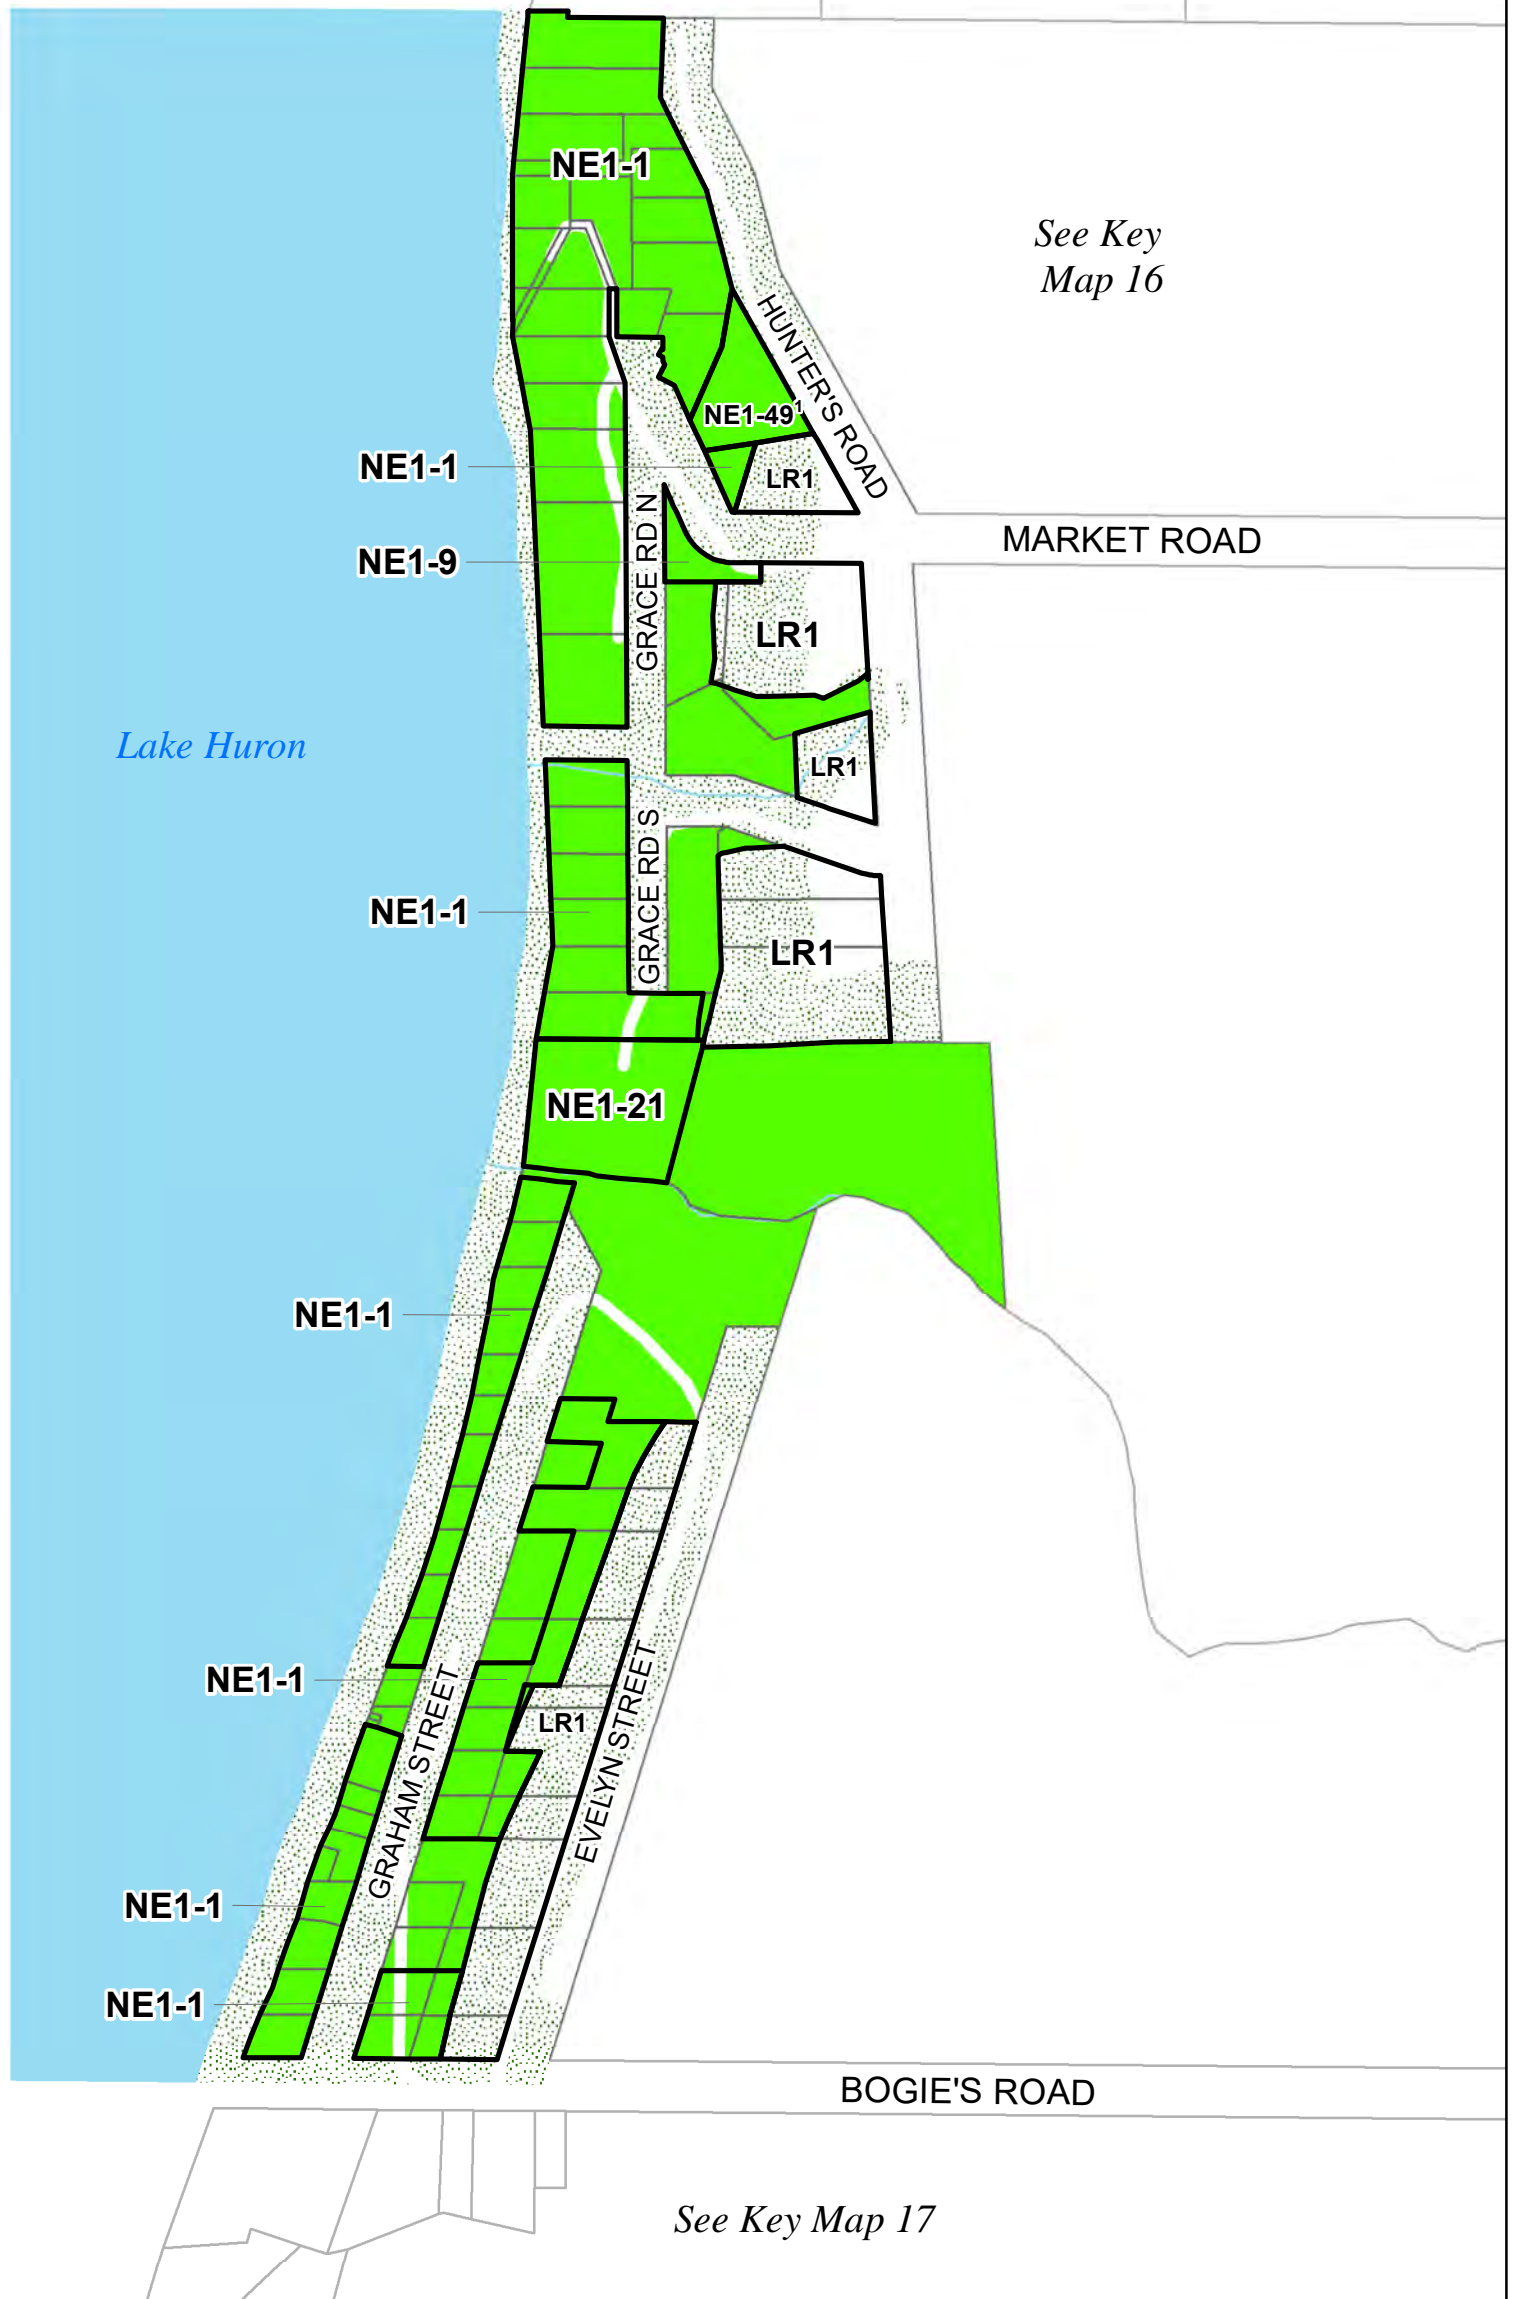 NE1-1
See Key
Map 16
HUNTER'S ROAD
NE1-49¹
NE1-1
LR1
GRACE RD N
MARKET ROAD
NE1-9
LR1
Lake Huron
LR1
GRACE RD S
NE1-1
LR1
NE1-21
NE1-1
NE1-1
LR1
GRAHAM STREET
EVELYN STREET
NE1-1
NE1-1
BOGIE'S ROAD
See Key Map 17